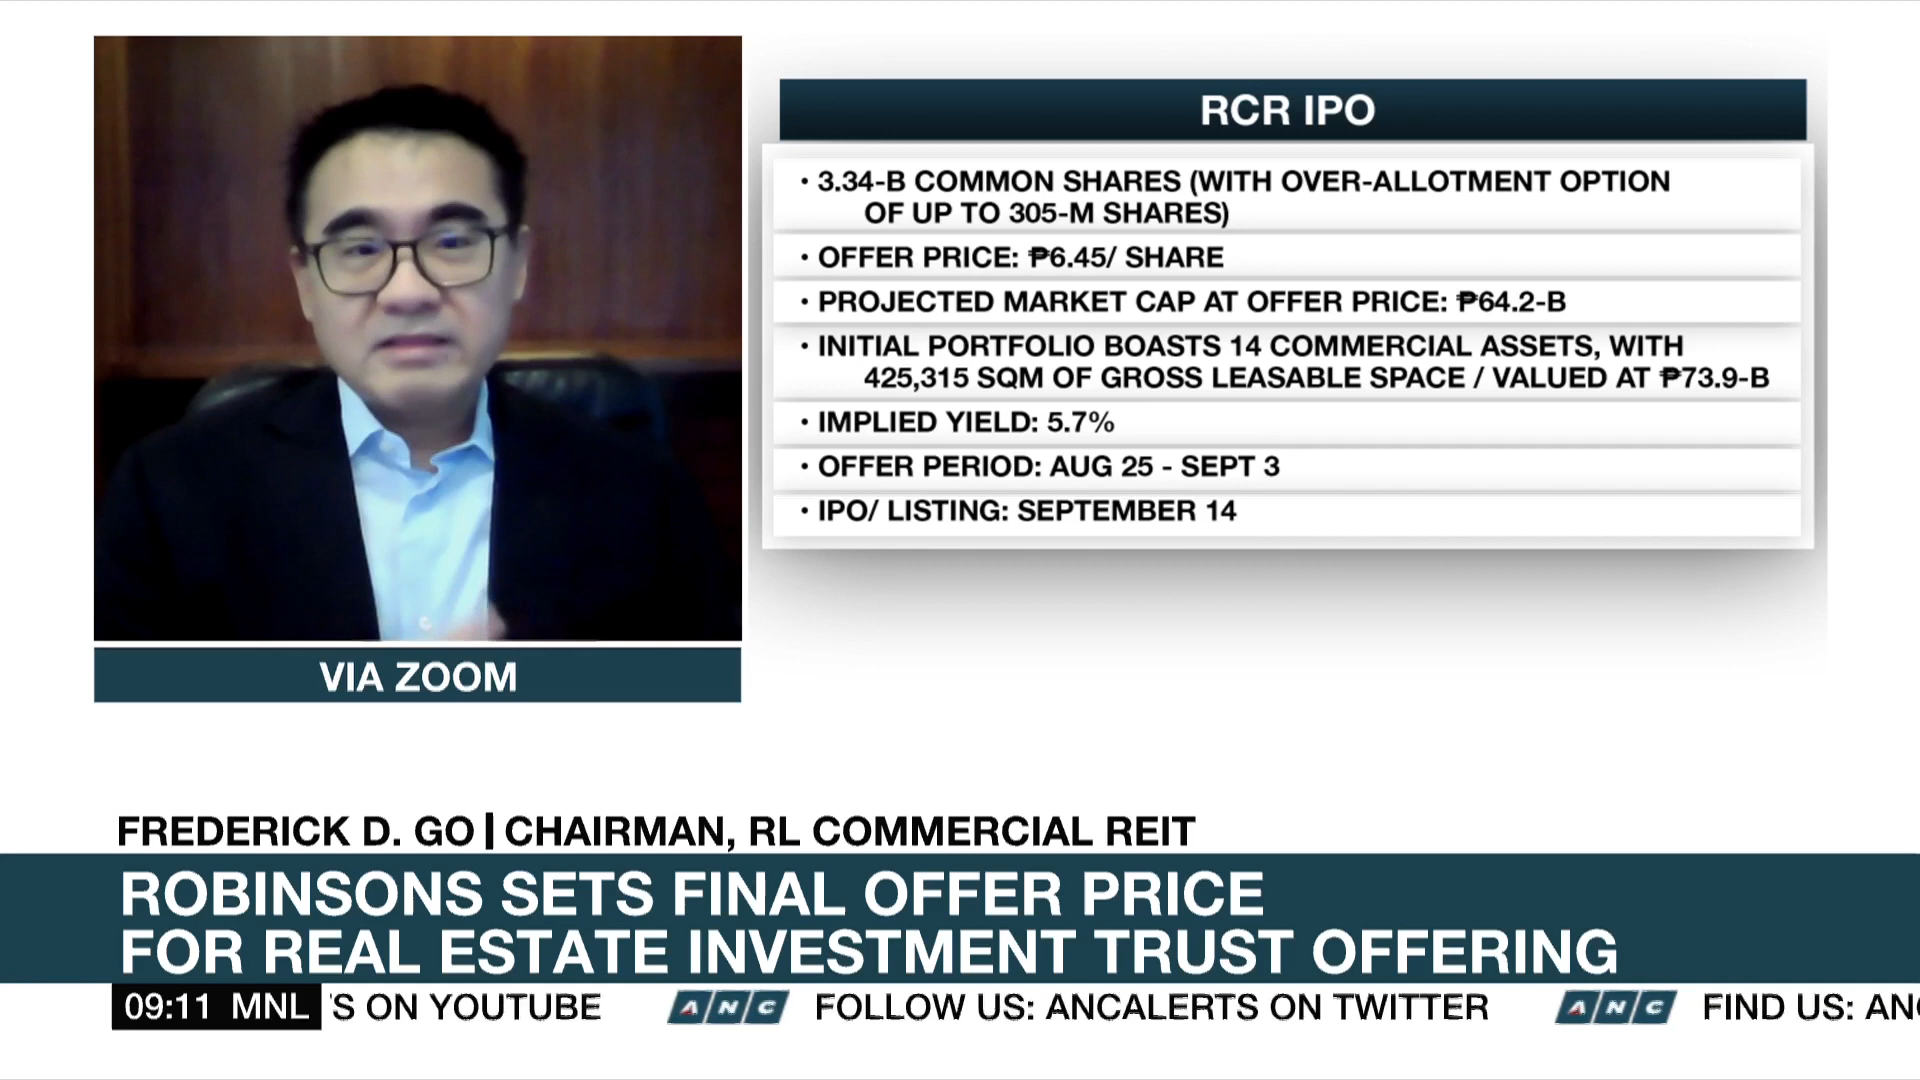 RCR IPO
• 3.34-B COMMON SHARES (WITH OVER-ALLOTMENT OPTION
OF UP TO 305-M SHARES)
• OFFER PRICE: ₱6.45/ SHARE
• PROJECTED MARKET CAP AT OFFER PRICE: ₱64.2-B
• INITIAL PORTFOLIO BOASTS 14 COMMERCIAL ASSETS, WITH
425,315 SQM OF GROSS LEASABLE SPACE / VALUED AT ₱73.9-B
• IMPLIED YIELD: 5.7%
• OFFER PERIOD: AUG 25 - SEPT 3
• IPO/ LISTING: SEPTEMBER 14
VIA ZOOM
FREDERICK D. GO | CHAIRMAN, RL COMMERCIAL REIT
ROBINSONS SETS FINAL OFFER PRICE
FOR REAL ESTATE INVESTMENT TRUST OFFERING
09:11 MNL 'S ON YOUTUBE ANC FOLLOW US: ANCALERTS ON TWITTER ANC FIND US: